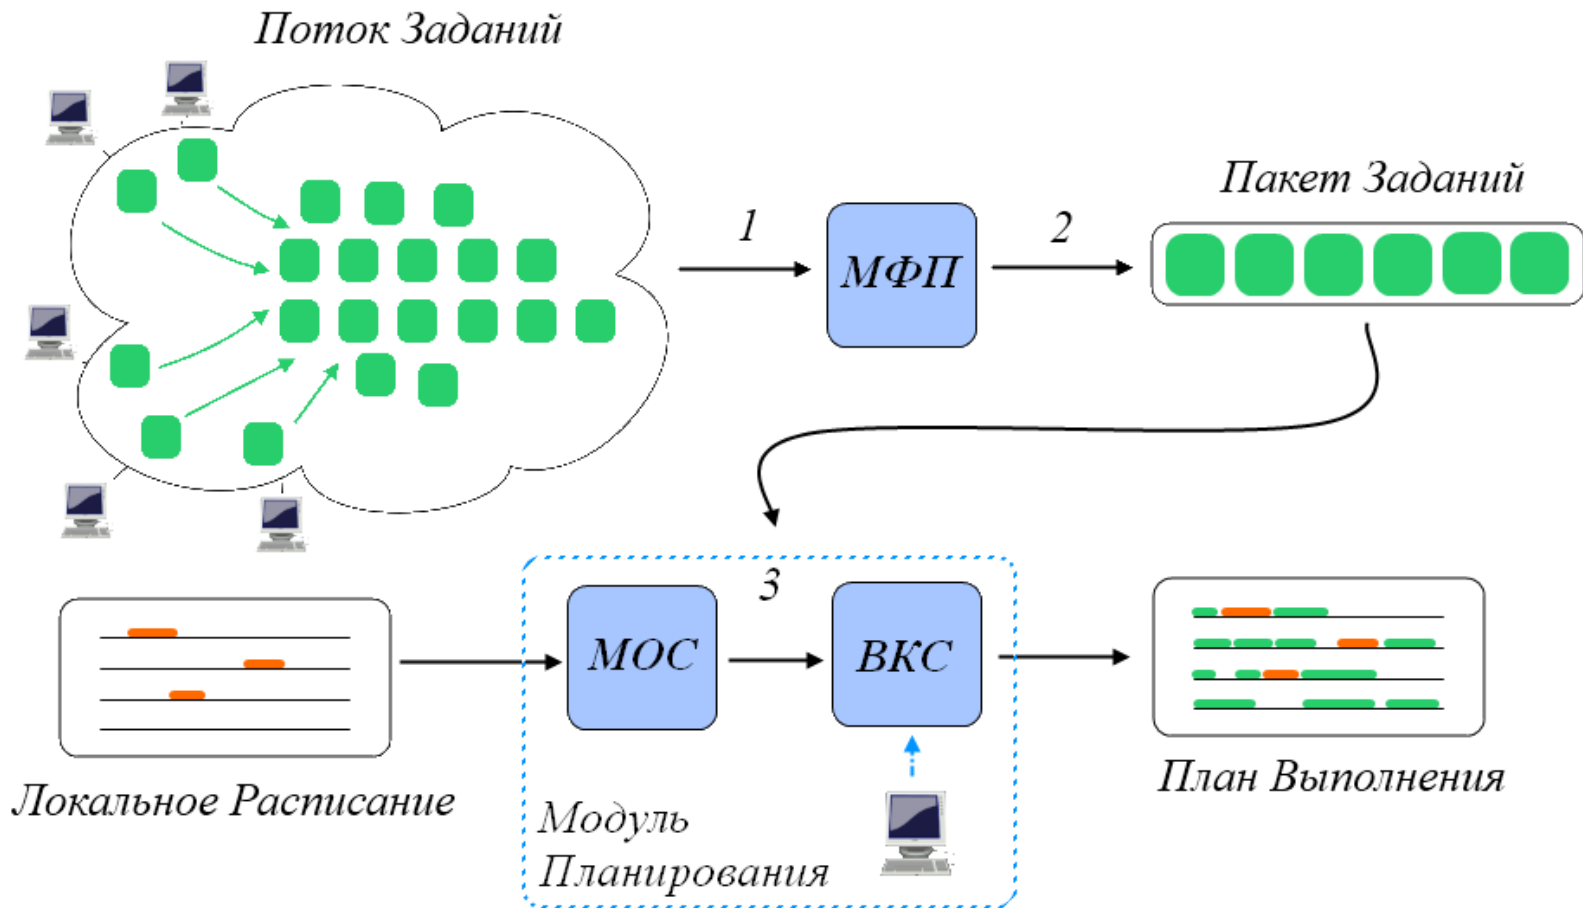 Поток Заданий
1
МФП
2
Пакет Заданий
3
МОС
ВКС
Локальное Расписание
Модуль
Планирования
План Выполнения